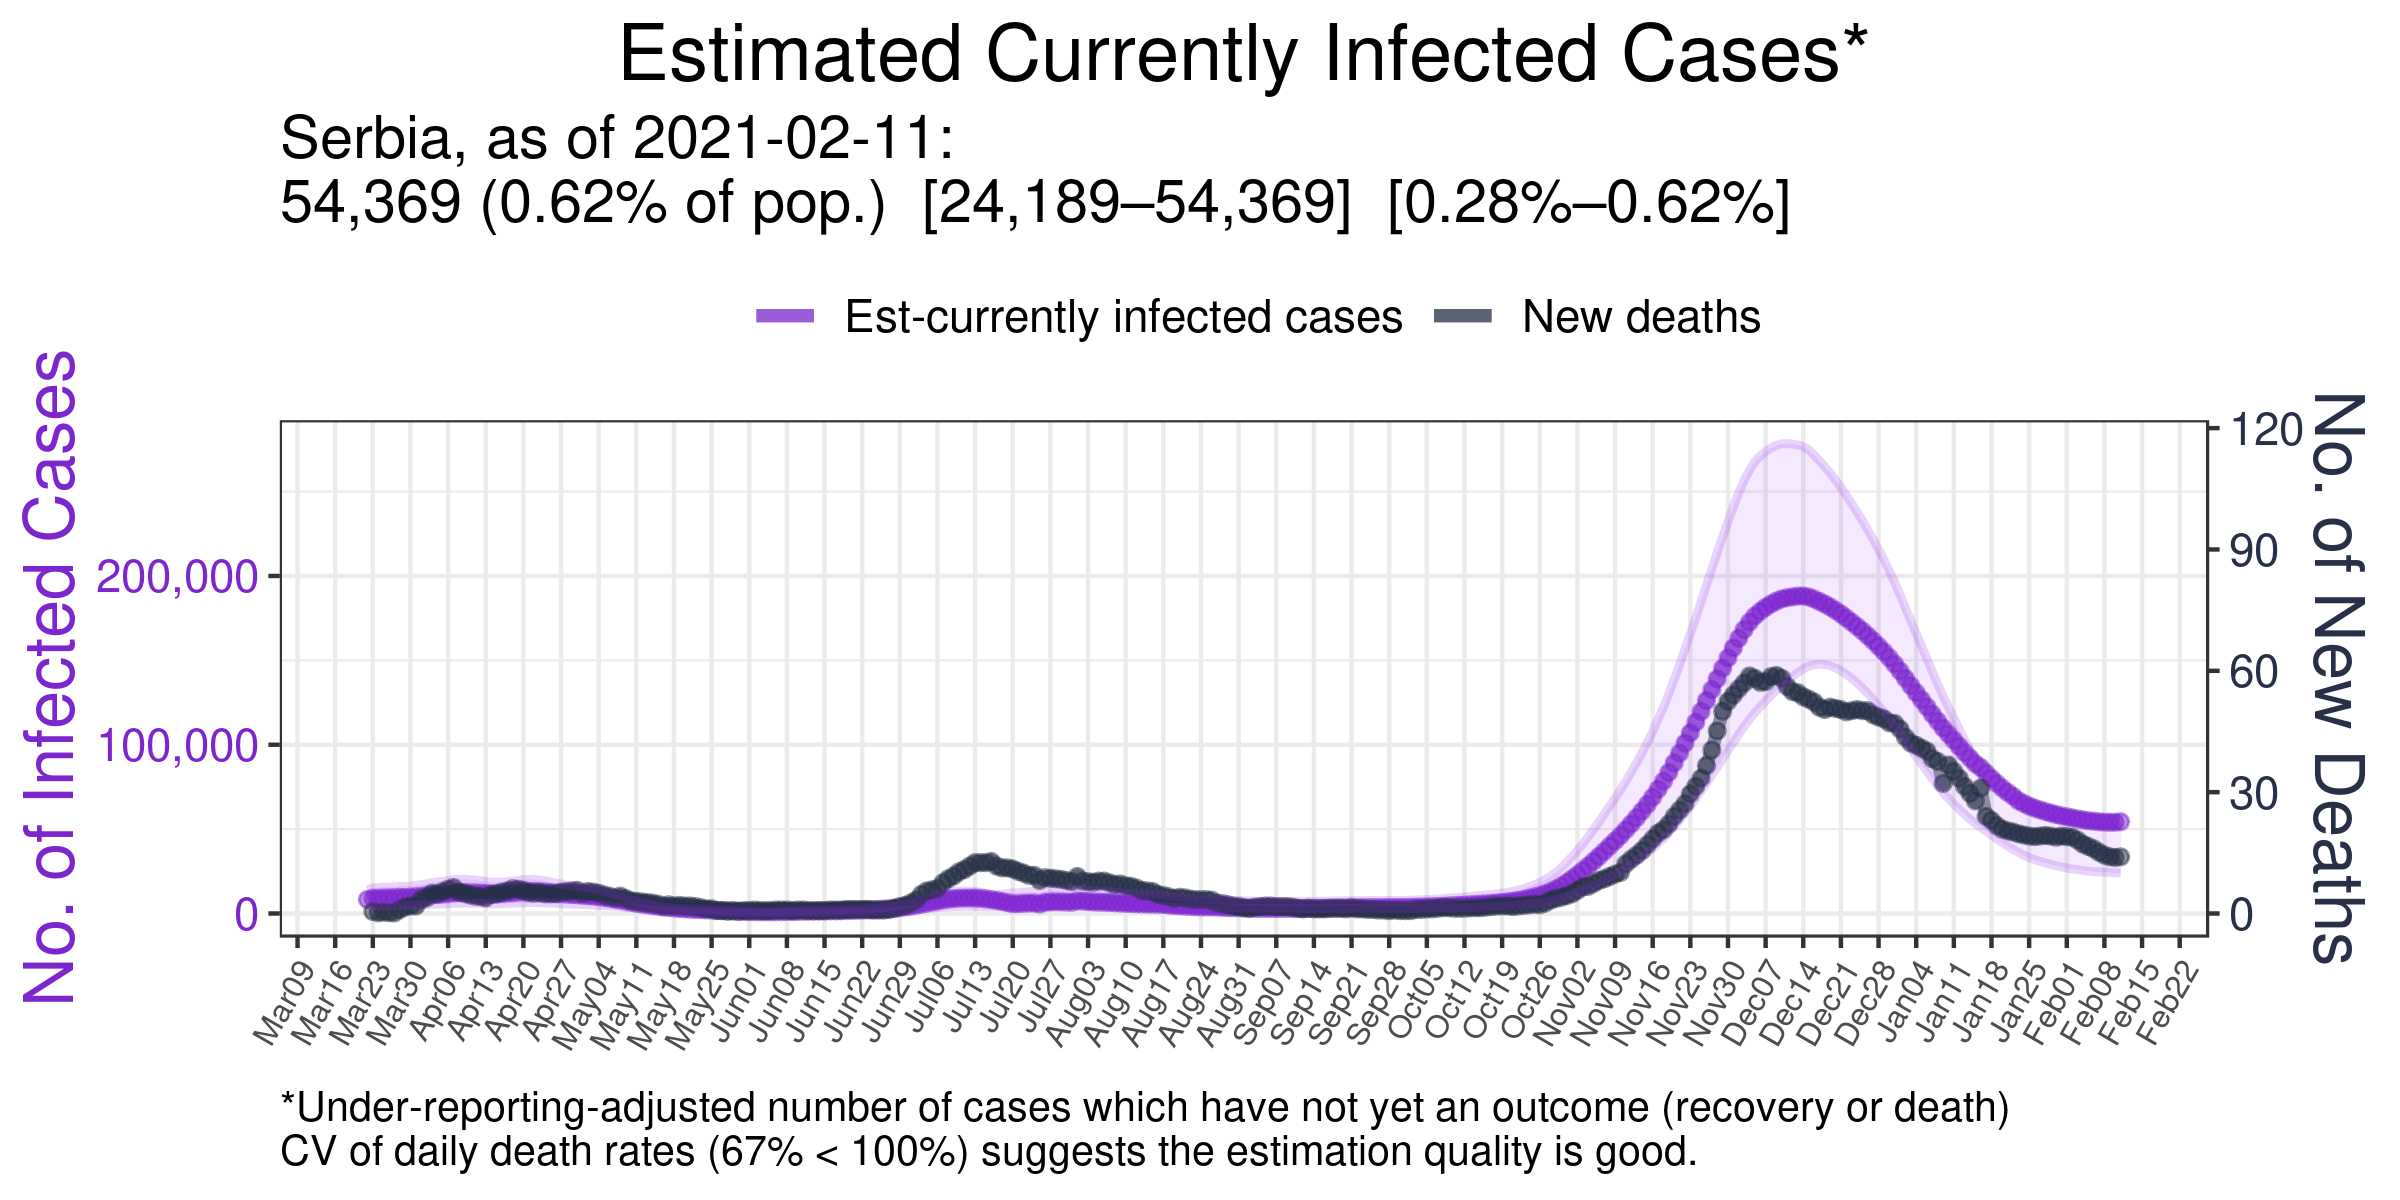 Estimated Currently Infected Cases*
Serbia, as of 2021-02-11:
54,369 (0.62% of pop.) [24,189–54,369] [0.28%–0.62%]
Est-currently infected cases
New deaths
No. of Infected Cases
200,000
100,000
0
120
90
60
30
0
No. of New Deaths
Mar09
Mar16
Mar23
Mar30
Apr06
Apr13
Apr20
Apr27
May04
May11
May18
May25
Jun01
Jun08
Jun15
Jun22
Jun29
Jul06
Jul13
Jul20
Jul27
Aug03
Aug10
Aug17
Aug24
Aug31
Sep07
Sep14
Sep21
Sep28
Oct05
Oct12
Oct19
Oct26
Nov02
Nov09
Nov16
Nov23
Nov30
Dec07
Dec14
Dec21
Dec28
Jan04
Jan11
Jan18
Jan25
Feb01
Feb08
Feb15
Feb22
*Under-reporting-adjusted number of cases which have not yet an outcome (recovery or death)
CV of daily death rates (67% < 100%) suggests the estimation quality is good.